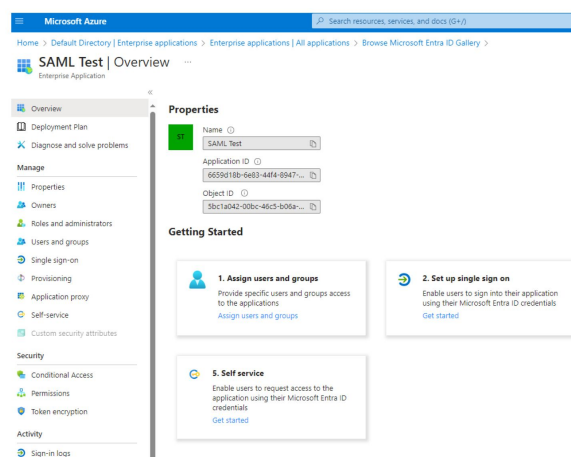 Microsoft Azure
Search resources, services, and docs (G+/)
Home > Default Directory | Enterprise applications > Enterprise applications | All applications > Browse Microsoft Entra ID Gallery >
SAML Test | Overview ...
Enterprise Application
«
Overview
Deployment Plan
Diagnose and solve problems
Manage
Properties
Owners
Roles and administrators
Users and groups
Single sign-on
Provisioning
Application proxy
Self-service
Custom security attributes
Security
Conditional Access
Permissions
Token encryption
Activity
Sign-in logs
Properties
ST
Name
SAML Test
Application ID
6659d18b-6e83-44f4-8947-...
Object ID
5bc1a042-00bc-46c5-b06a-...
Getting Started
1. Assign users and groups
Provide specific users and groups access
to the applications
Assign users and groups
2. Set up single sign on
Enable users to sign into their application
using their Microsoft Entra ID credentials
Get started
5. Self service
Enable users to request access to the
application using their Microsoft Entra ID
credentials
Get started